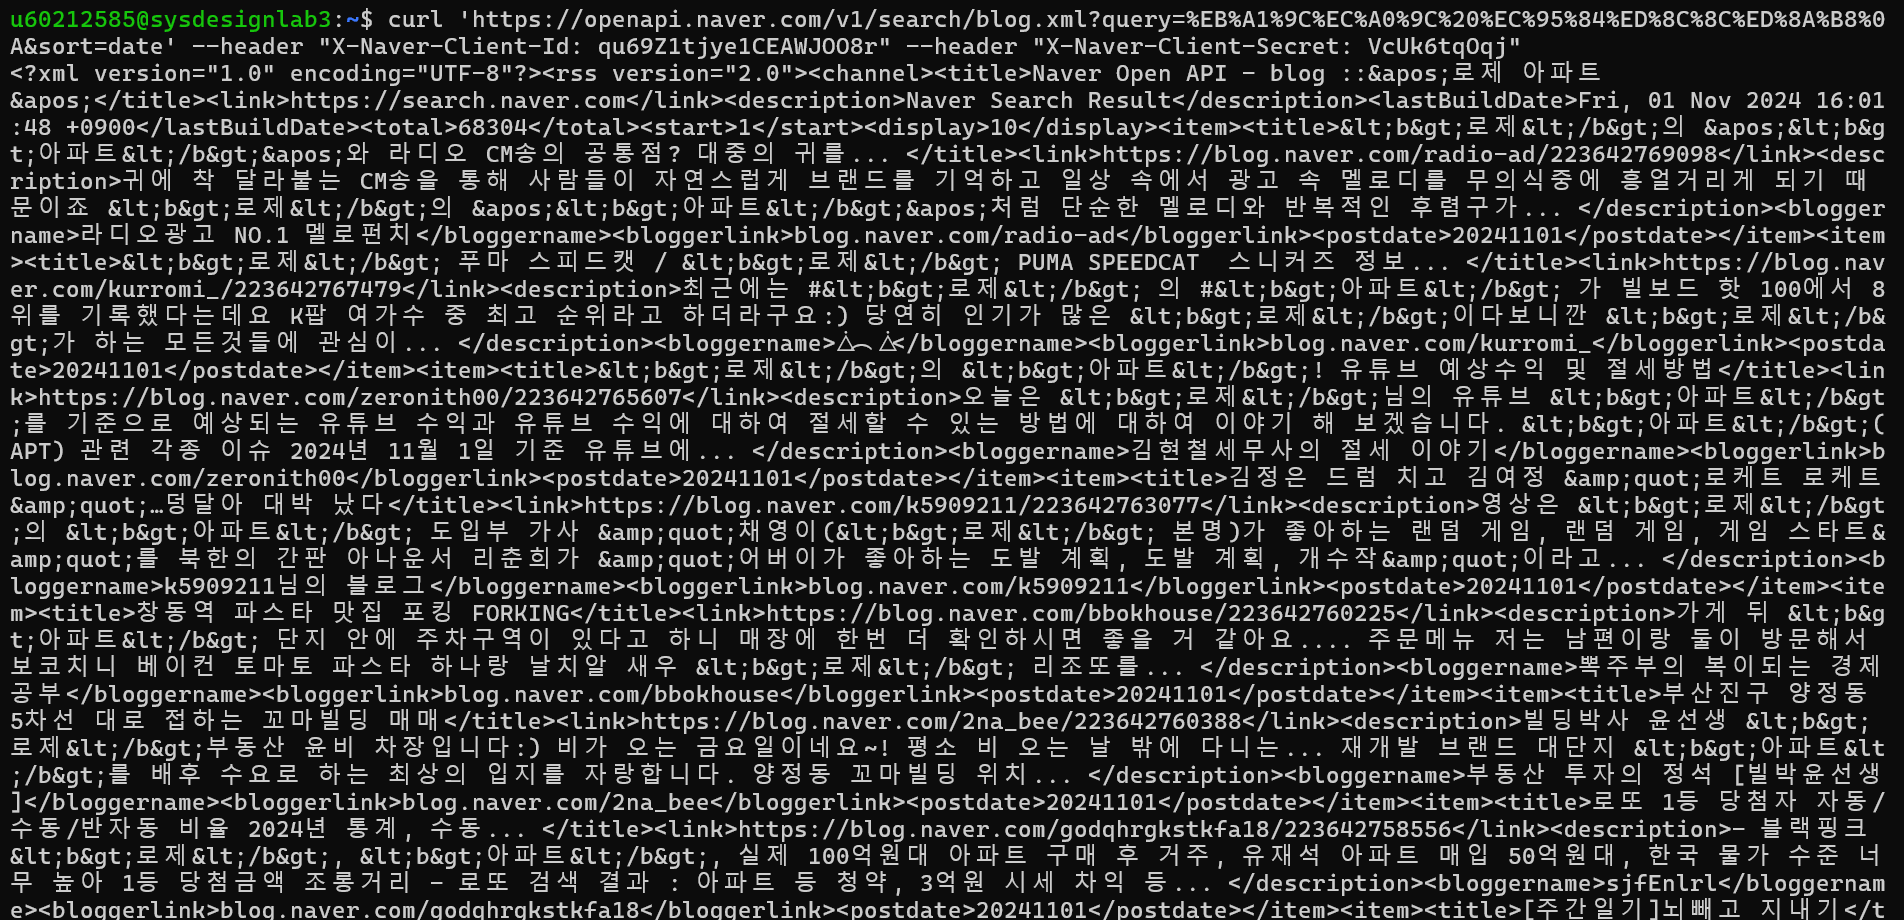 u60212585@sysdesignlab3:~$ curl 'https://openapi.naver.com/v1/search/blog.xml?query=%EB%A1%9C%EC%A0%9C%20%EC%95%84%ED%8C%8C%ED%8A%B8%0
A&sort=date' --header "X-Naver-Client-Id: qu69Z1tjye1CEAWJOO8r" --header "X-Naver-Client-Secret: VcUk6tqOqj"
<?xml version="1.0" encoding="UTF-8"?><rss version="2.0"><channel><title>Naver Open API - blog ::&apos;로제 아파트
&apos;</title><link>https://search.naver.com</link><description>Naver Search Result</description><lastBuildDate>Fri, 01 Nov 2024 16:01
:48 +0900</lastBuildDate><total>68304</total><start>1</start><display>10</display><item><title>&lt;b&gt;로제&lt;/b&gt;의 &apos;&lt;b&g
t;아파트&lt;/b&gt;&apos;와 라디오 CM송의 공통점? 대중의 귀를... </title><link>https://blog.naver.com/radio-ad/223642769098</link><desc
ription>귀에 착 달라붙는 CM송을 통해 사람들이 자연스럽게 브랜드를 기억하고 일상 속에서 광고 속 멜로디를 무의식중에 흥얼거리게 되기 때
문이죠 &lt;b&gt;로제&lt;/b&gt;의 &apos;&lt;b&gt;아파트&lt;/b&gt;&apos;처럼 단순한 멜로디와 반복적인 후렴구가... </description><blogger
name>라디오광고 NO.1 멜로펀치</bloggername><bloggerlink>blog.naver.com/radio-ad</bloggerlink><postdate>20241101</postdate></item><item
><title>&lt;b&gt;로제&lt;/b&gt; 푸마 스피드캣 / &lt;b&gt;로제&lt;/b&gt; PUMA SPEEDCAT  스니커즈 정보... </title><link>https://blog.nav
er.com/kurromi_/223642767479</link><description>최근에는 #&lt;b&gt;로제&lt;/b&gt; 의 #&lt;b&gt;아파트&lt;/b&gt; 가 빌보드 핫 100에서 8
위를 기록했다는데요 K팝 여가수 중 최고 순위라고 하더라구요:) 당연히 인기가 많은 &lt;b&gt;로제&lt;/b&gt;이다보니깐 &lt;b&gt;로제&lt;/b&
gt;가 하는 모든것들에 관심이... </description><bloggername></bloggername><bloggerlink>blog.naver.com/kurromi_</bloggerlink><postda
te>20241101</postdate></item><item><title>&lt;b&gt;로제&lt;/b&gt;의 &lt;b&gt;아파트&lt;/b&gt;! 유튜브 예상수익 및 절세방법</title><lin
k>https://blog.naver.com/zeronith00/223642765607</link><description>오늘은 &lt;b&gt;로제&lt;/b&gt;님의 유튜브 &lt;b&gt;아파트&lt;/b&gt
;를 기준으로 예상되는 유튜브 수익과 유튜브 수익에 대하여 절세할 수 있는 방법에 대하여 이야기 해 보겠습니다. &lt;b&gt;아파트&lt;/b&gt;(
APT) 관련 각종 이슈 2024년 11월 1일 기준 유튜브에... </description><bloggername>김현철세무사의 절세 이야기</bloggername><bloggerlink>b
log.naver.com/zeronith00</bloggerlink><postdate>20241101</postdate></item><item><title>김정은 드럼 치고 김여정 &amp;quot;로케트 로케트
&amp;quot;…덩달아 대박 났다</title><link>https://blog.naver.com/k5909211/223642763077</link><description>영상은 &lt;b&gt;로제&lt;/b&gt
;의 &lt;b&gt;아파트&lt;/b&gt; 도입부 가사 &amp;quot;채영이(&lt;b&gt;로제&lt;/b&gt; 본명)가 좋아하는 랜덤 게임, 랜덤 게임, 게임 스타트&
amp;quot;를 북한의 간판 아나운서 리춘희가 &amp;quot;어버이가 좋아하는 도발 계획, 도발 계획, 개수작&amp;quot;이라고... </description><b
loggername>k5909211님의 블로그</bloggername><bloggerlink>blog.naver.com/k5909211</bloggerlink><postdate>20241101</postdate></item><ite
m><title>창동역 파스타 맛집 포킹 FORKING</title><link>https://blog.naver.com/bbokhouse/223642760225</link><description>가게 뒤 &lt;b&g
t;아파트&lt;/b&gt; 단지 안에 주차구역이 있다고 하니 매장에 한번 더 확인하시면 좋을 거 같아요.... 주문메뉴 저는 남편이랑 둘이 방문해서
보코치니 베이컨 토마토 파스타 하나랑 날치알 새우 &lt;b&gt;로제&lt;/b&gt; 리조또를... </description><bloggername>뽁주부의 복이되는 경제
공부</bloggername><bloggerlink>blog.naver.com/bbokhouse</bloggerlink><postdate>20241101</postdate></item><item><title>부산진구 양정동
5차선 대로 접하는 꼬마빌딩 매매</title><link>https://blog.naver.com/2na_bee/223642760388</link><description>빌딩박사 윤선생 &lt;b&gt;
로제&lt;/b&gt;부동산 윤비 차장입니다:) 비가 오는 금요일이네요~! 평소 비 오는 날 밖에 다니는... 재개발 브랜드 대단지 &lt;b&gt;아파트&lt
;/b&gt;를 배후 수요로 하는 최상의 입지를 자랑합니다. 양정동 꼬마빌딩 위치... </description><bloggername>부동산 투자의 정석 [빌박윤선생
]</bloggername><bloggerlink>blog.naver.com/2na_bee</bloggerlink><postdate>20241101</postdate></item><item><title>로또 1등 당첨자 자동/
수동/반자동 비율 2024년 통계, 수동... </title><link>https://blog.naver.com/godqhrgkstkfa18/223642758556</link><description>- 블랙핑크
&lt;b&gt;로제&lt;/b&gt;, &lt;b&gt;아파트&lt;/b&gt;, 실제 100억원대 아파트 구매 후 거주, 유재석 아파트 매입 50억원대, 한국 물가 수준 너
무 높아 1등 당첨금액 조롱거리 - 로또 검색 결과 : 아파트 등 청약, 3억원 시세 차익 등... </description><bloggername>sjfEnlrl</bloggernam
e><bloggerlink>blog.naver.com/godqhrgkstkfa18</bloggerlink><postdate>20241101</postdate></item><item><title>[주간일기]뇌빼고 지내기</t